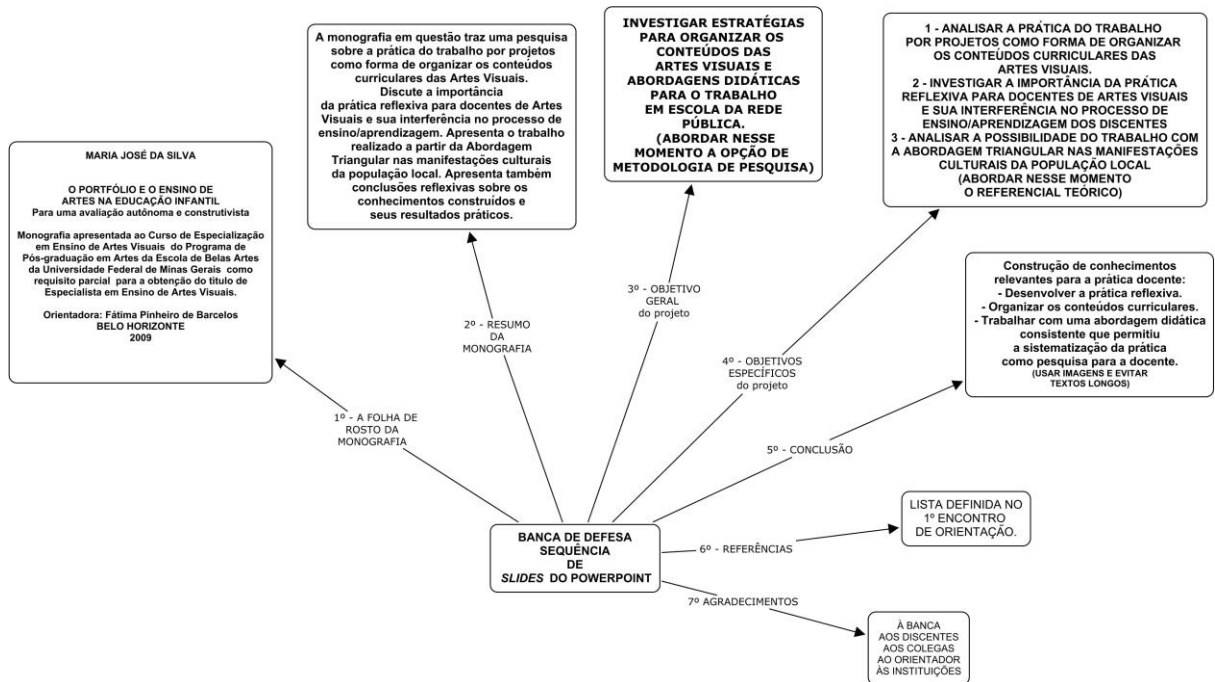 MARIA JOSÉ DA SILVA
O PORTFÓLIO E O ENSINO DE
ARTES NA EDUCAÇÃO INFANTIL
Para uma avaliação autônoma e construtivista
Monografia apresentada ao Curso de Especialização
em Ensino de Artes Visuais do Programa de
Pós-graduação em Artes da Escola de Belas Artes
da Universidade Federal de Minas Gerais como
requisito parcial para a obtenção do titulo de
Especialista em Ensino de Artes Visuais.
Orientadora: Fátima Pinheiro de Barcelos
BELO HORIZONTE
2009
1º - A FOLHA DE
ROSTO DA
MONOGRAFIA
A monografia em questão traz uma pesquisa
sobre a prática do trabalho por projetos
como forma de organizar os conteúdos
curriculares das Artes Visuais.
Discute a importância
da prática reflexiva para docentes de Artes
Visuais e sua interferência no processo de
ensino/aprendizagem. Apresenta o trabalho
realizado a partir da Abordagem
Triangular nas manifestações culturais
da população local. Apresenta também
conclusões reflexivas sobre os
conhecimentos construídos e
seus resultados práticos.
2º - RESUMO
DA
MONOGRAFIA
INVESTIGAR ESTRATÉGIAS
PARA ORGANIZAR OS
CONTEÚDOS DAS
ARTES VISUAIS E
ABORDAGENS DIDÁTICAS
PARA O TRABALHO
EM ESCOLA DA REDE
PÚBLICA.
(ABORDAR NESSE
MOMENTO A OPÇÃO DE
METODOLOGIA DE PESQUISA)
3º - OBJETIVO
GERAL
do projeto
1 - ANALISAR A PRÁTICA DO TRABALHO
POR PROJETOS COMO FORMA DE ORGANIZAR
OS CONTEÚDOS CURRICULARES DAS
ARTES VISUAIS.
2 - INVESTIGAR A IMPORTÂNCIA DA PRÁTICA
REFLEXIVA PARA DOCENTES DE ARTES VISUAIS
E SUA INTERFERÊNCIA NO PROCESSO DE
ENSINO/APRENDIZAGEM DOS DISCENTES
3 - ANALISAR A POSSIBILIDADE DO TRABALHO COM
A ABORDAGEM TRIANGULAR NAS MANIFESTAÇÕES
CULTURAIS DA POPULAÇÃO LOCAL
(ABORDAR NESSE MOMENTO
O REFERENCIAL TEÓRICO)
4º - OBJETIVOS
ESPECÍFICOS
do projeto
Construção de conhecimentos
relevantes para a prática docente:
- Desenvolver a prática reflexiva.
- Organizar os conteúdos curriculares.
- Trabalhar com uma abordagem didática
consistente que permitiu
a sistematização da prática
como pesquisa para a docente.
(USAR IMAGENS E EVITAR
TEXTOS LONGOS)
5º - CONCLUSÃO
LISTA DEFINIDA NO
1º ENCONTRO
DE ORIENTAÇÃO.
6º - REFERÊNCIAS
BANCA DE DEFESA
SEQUÊNCIA
DE
SLIDES DO POWERPOINT
7º AGRADECIMENTOS
À BANCA
AOS DISCENTES
AOS COLEGAS
AO ORIENTADOR
ÀS INSTITUIÇÕES